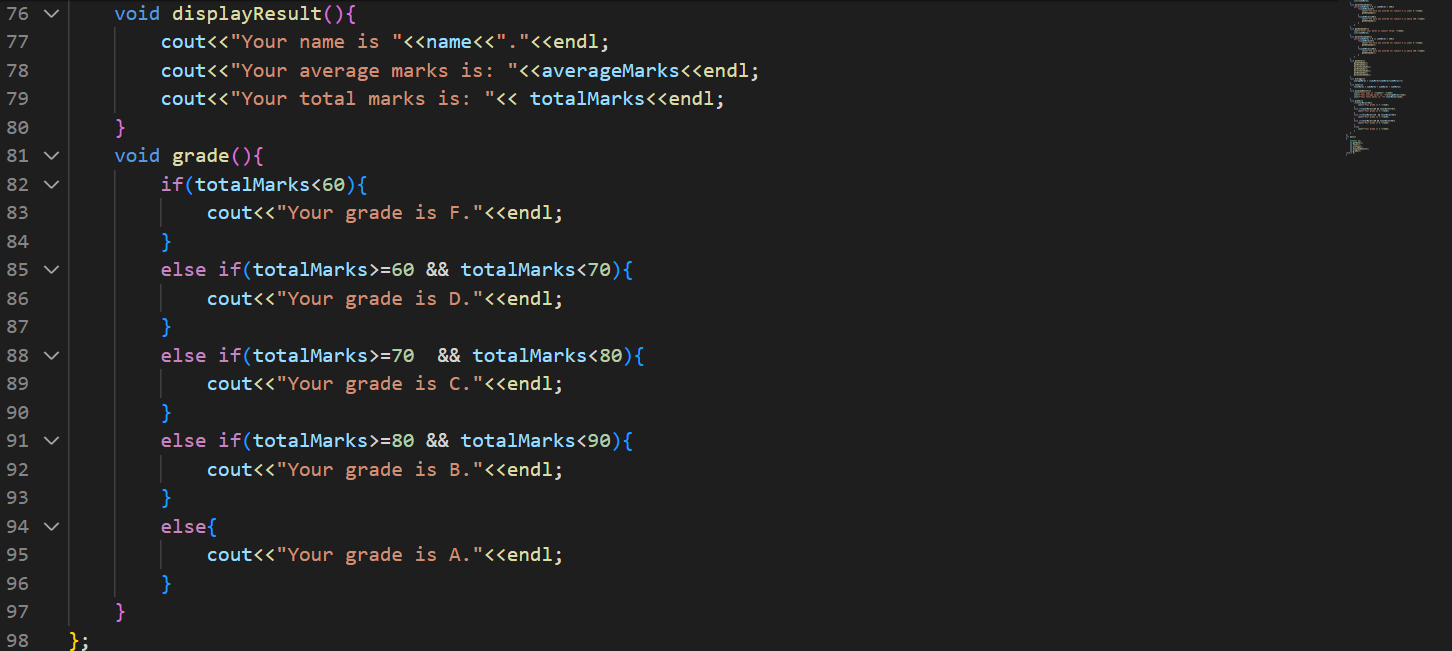 76 void displayResult(){
77 cout<<"Your name is "<<name<<"."<<endl;
78 cout<<"Your average marks is: "<<averageMarks<<endl;
79 cout<<"Your total marks is: "<< totalMarks<<endl;
80 }
81 void grade(){
82 if(totalMarks<60){
83 cout<<"Your grade is F."<<endl;
84 }
85 else if(totalMarks>=60 && totalMarks<70){
86 cout<<"Your grade is D."<<endl;
87 }
88 else if(totalMarks>=70  && totalMarks<80){
89 cout<<"Your grade is C."<<endl;
90 }
91 else if(totalMarks>=80 && totalMarks<90){
92 cout<<"Your grade is B."<<endl;
93 }
94 else{
95 cout<<"Your grade is A."<<endl;
96 }
97 }
98 };